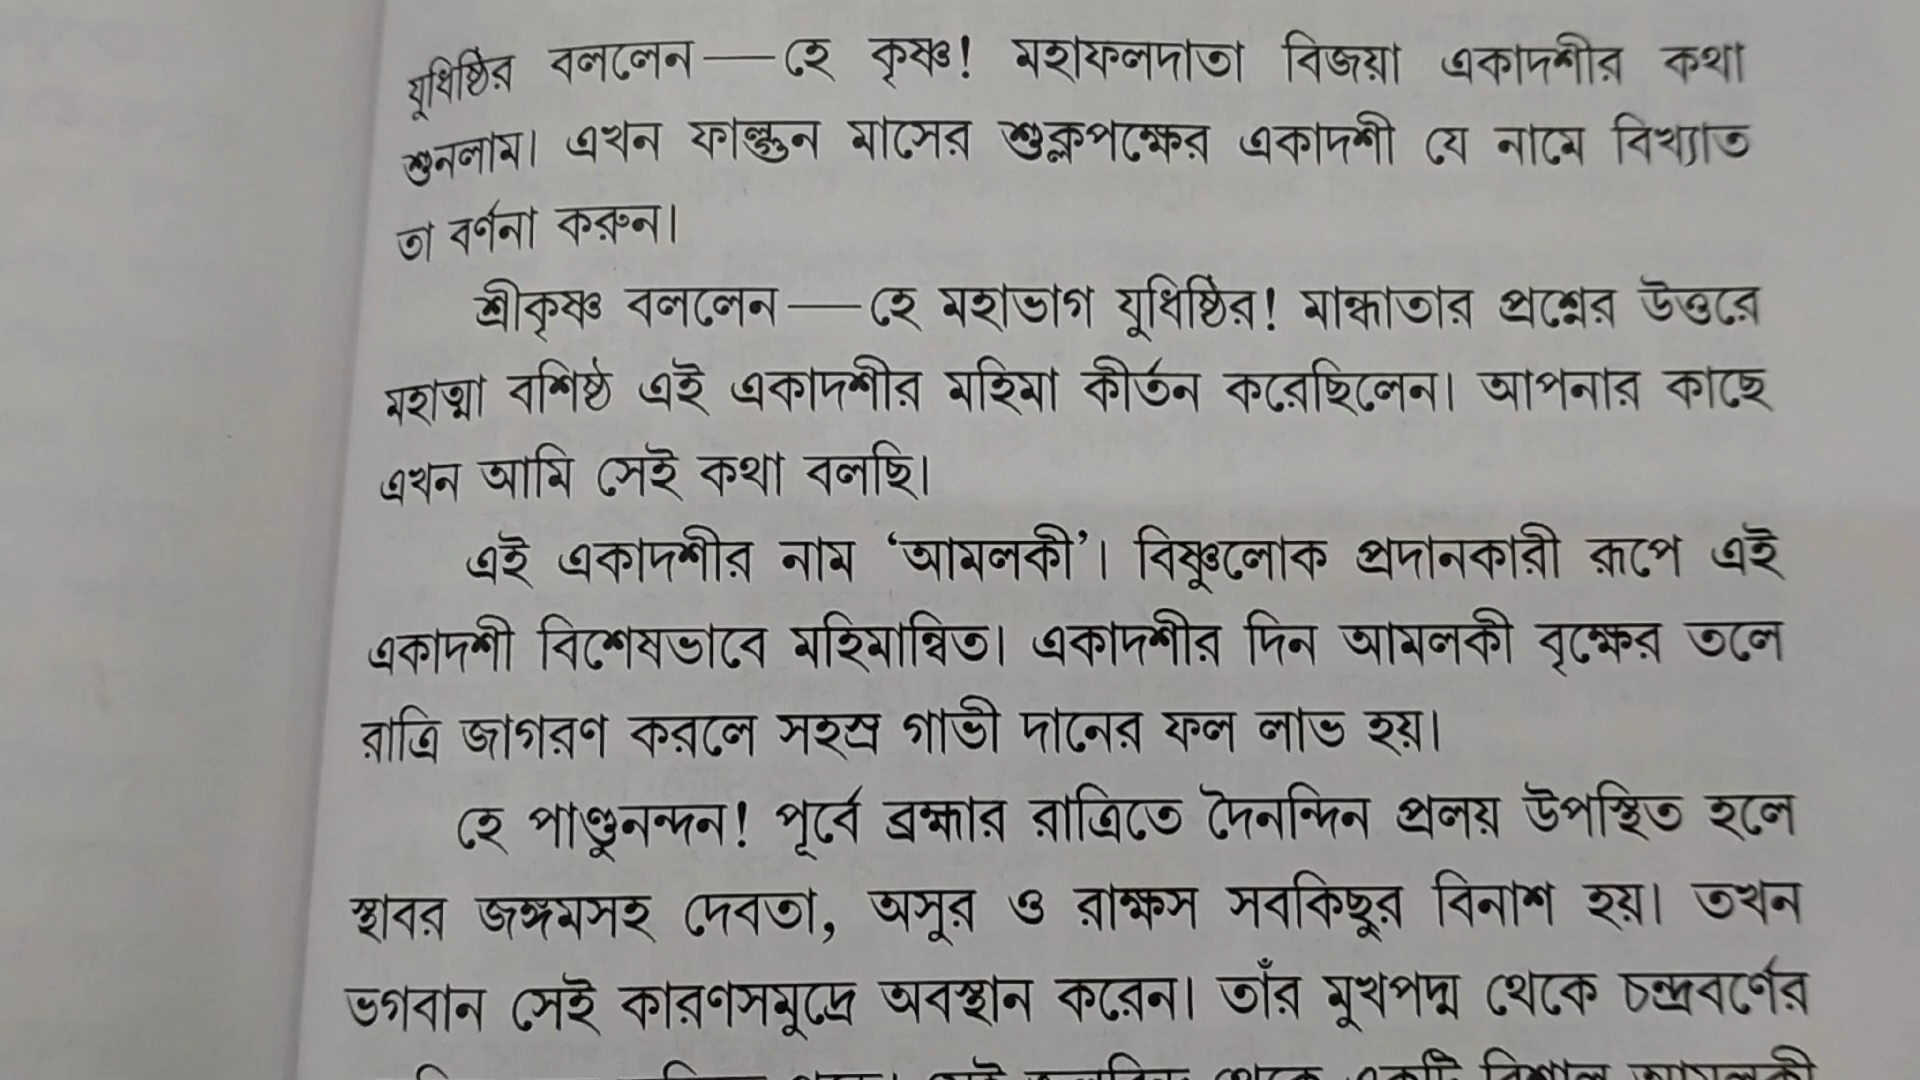 যুধিষ্ঠির বললেন—হে কৃষ্ণ! মহাফলদাতা বিজয়া একাদশীর কথা
শুনলাম। এখন ফাল্গুন মাসের শুক্লপক্ষের একাদশী যে নামে বিখ্যাত
তা বর্ণনা করুন।
শ্রীকৃষ্ণ বললেন—হে মহাভাগ যুধিষ্ঠির! মান্ধাতার প্রশ্নের উত্তরে
মহাত্মা বশিষ্ঠ এই একাদশীর মহিমা কীর্তন করেছিলেন। আপনার কাছে
এখন আমি সেই কথা বলছি।
এই একাদশীর নাম ‘আমলকী’। বিষ্ণুলোক প্রদানকারী রূপে এই
একাদশী বিশেষভাবে মহিমান্বিত। একাদশীর দিন আমলকী বৃক্ষের তলে
রাত্রি জাগরণ করলে সহস্র গাভী দানের ফল লাভ হয়।
হে পাণ্ডুনন্দন! পূর্বে ব্রহ্মার রাত্রিতে দৈনন্দিন প্রলয় উপস্থিত হলে
স্থাবর জঙ্গমসহ দেবতা, অসুর ও রাক্ষস সবকিছুর বিনাশ হয়। তখন
ভগবান সেই কারণসমুদ্রে অবস্থান করেন। তাঁর মুখপদ্ম থেকে চন্দ্রবর্ণের
থেকে একটি বিশাল আমলকী